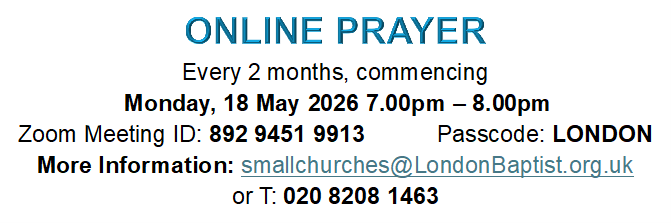 ONLINE PRAYER
Every 2 months, commencing
Monday, 18 May 2026 7.00pm – 8.00pm
Zoom Meeting ID: 892 9451 9913 Passcode: LONDON
More Information: smallchurches@LondonBaptist.org.uk
or T: 020 8208 1463